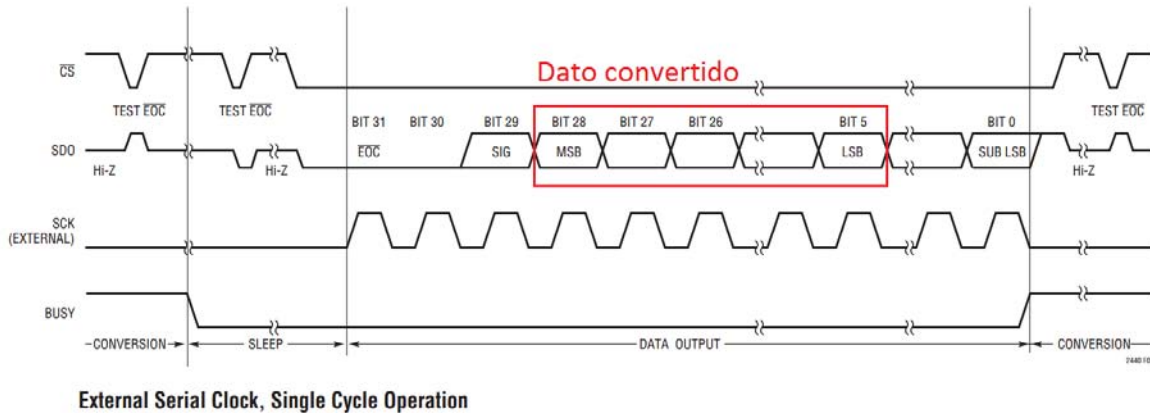 CS
Dato convertido
TEST EOC TEST EOC BIT 31 BIT 30 BIT 29 BIT 28 BIT 27 BIT 26 BIT 5 BIT 0 TEST EOC
SDO EOC SIG MSB LSB SUB LSB
Hi-Z Hi-Z Hi-Z
SCK
(EXTERNAL)
BUSY
CONVERSION SLEEP DATA OUTPUT CONVERSION
External Serial Clock, Single Cycle Operation